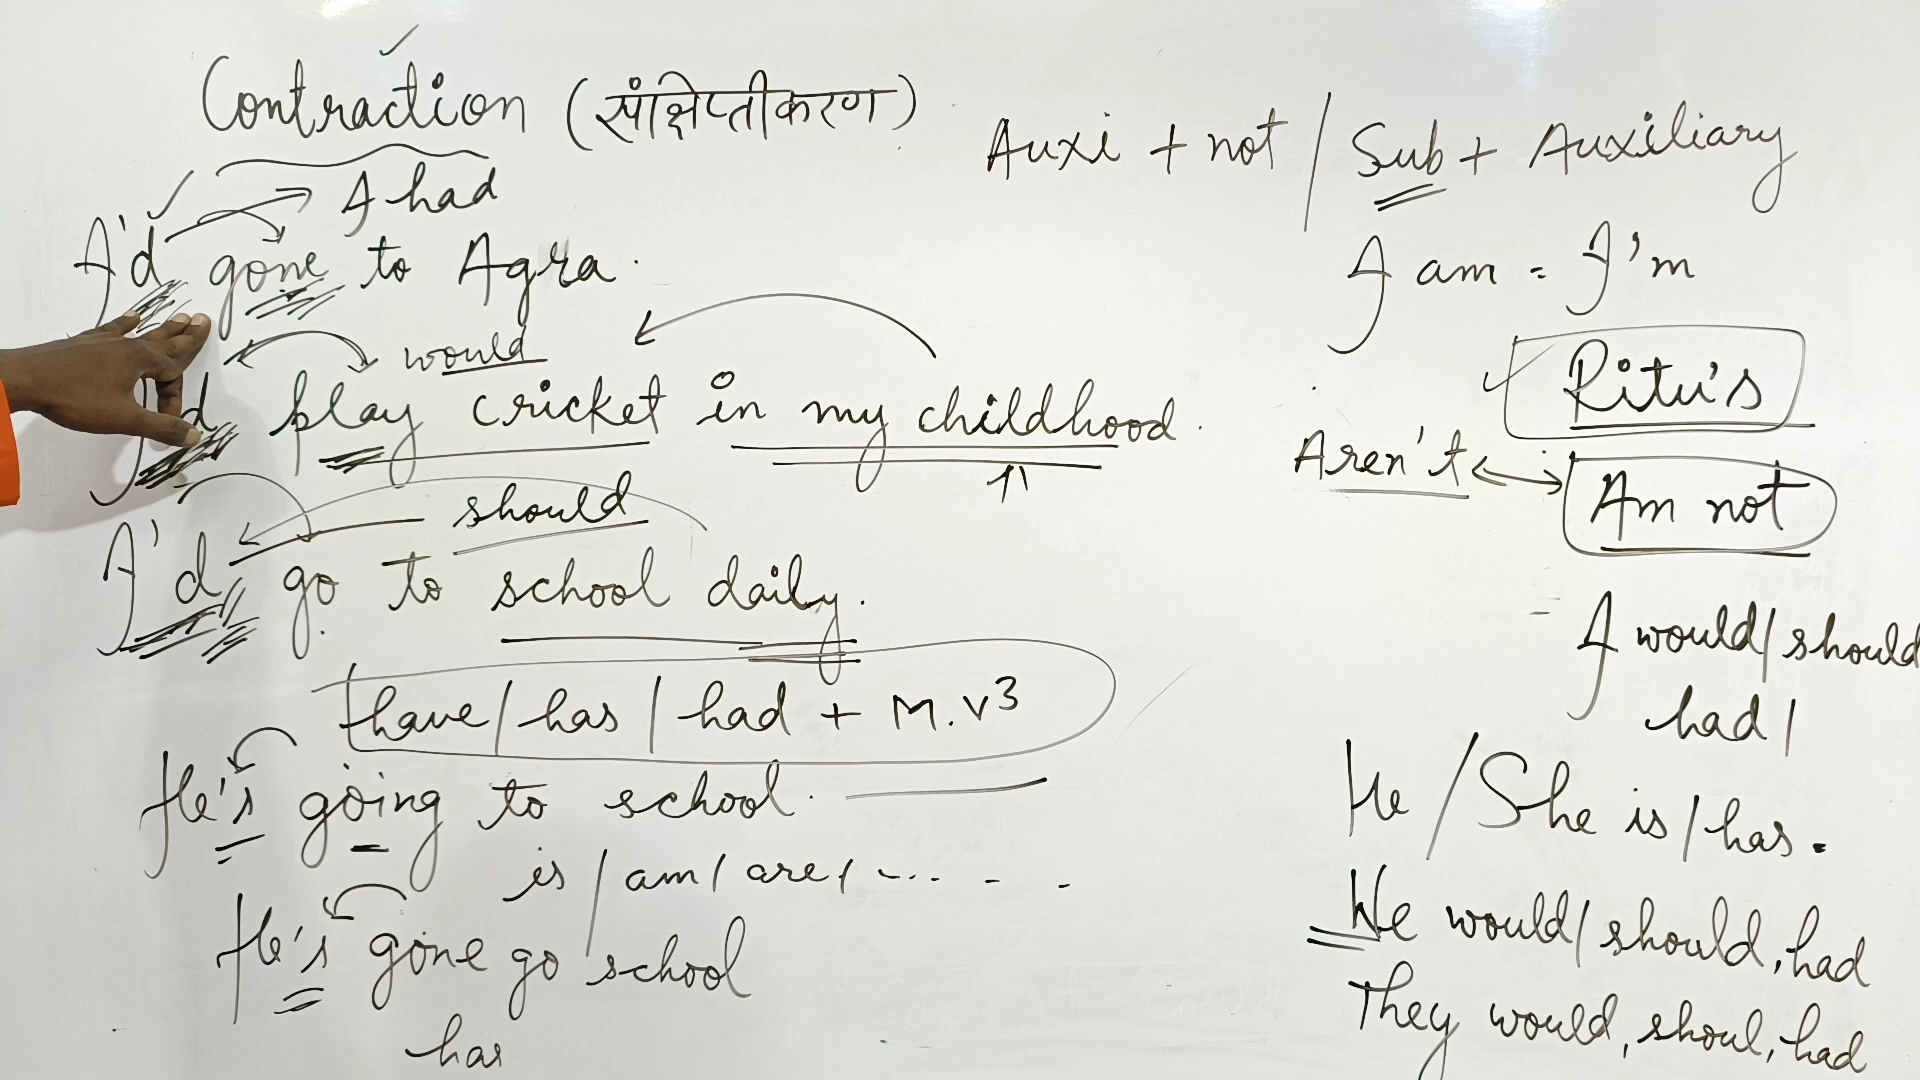 Contraction (संक्षिप्तीकरण)
I had
I'd gone to Agra.
would
I'd play cricket in my childhood.
should
I'd go to school daily.
have/has/had + M.V3
He's going to school.
is/am/are/.... - -
He's gone go school
has
Auxi + not / Sub + Auxiliary
I am = I'm
Ritu's
Aren't
Am not
I would/should
had/
He / She is/has.
We would/should, had
They would, shoul, had